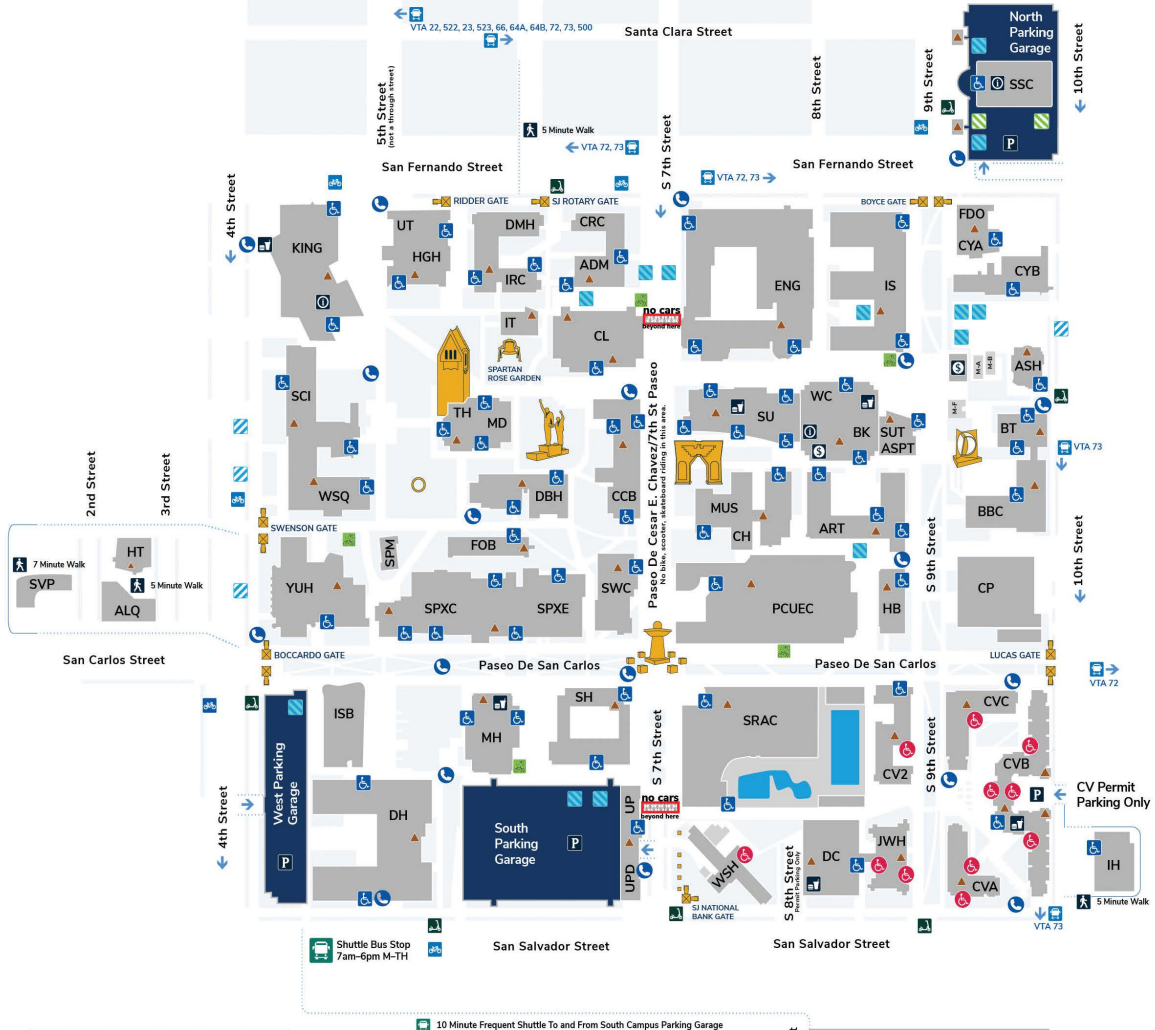 VTA 22, 522, 23, 523, 66, 64A, 64B, 72, 73, 500
Santa Clara Street
North
Parking
Garage
SSC
P
10th Street
9th Street
8th Street
S 7th Street
5th Street
(not a through street)
5 Minute Walk
VTA 72, 73
San Fernando Street
VTA 72, 73
San Fernando Street
4th Street
RIDDER GATE
SJ ROTARY GATE
BOYCE GATE
KING
UT
HGH
DMH
IRC
CRC
ADM
ENG
IS
FDO
CYA
CYB
IT
CL
no cars
beyond here
SPARTAN
ROSE GARDEN
$
M-A
M-B
ASH
SCI
TH
MD
SU
WC
BK
$
SUT
ASPT
M-F
BT
VTA 73
WSQ
DBH
CCB
Paseo De Cesar E. Chavez/7th St Paseo
No bike, scooter, skateboard riding in this area.
MUS
CH
ART
BBC
2nd Street
3rd Street
SWENSON GATE
S 9th Street
10th Street
7 Minute Walk
SVP
HT
5 Minute Walk
ALQ
YUH
SPM
FOB
SPXC
SPXE
SWC
PCUEC
HB
CP
San Carlos Street
BOCCARDO GATE
Paseo De San Carlos
Paseo De San Carlos
LUCAS GATE
VTA 72
ISB
MH
SH
SRAC
CV2
CVC
CVB
S 7th Street
S 9th Street
West Parking
Garage
P
4th Street
DH
South
Parking
Garage
P
UP
UPD
no cars
beyond here
P
CV Permit
Parking Only
WSH
SJ NATIONAL
BANK GATE
S 8th Street
Permit Parking Only
DC
JWH
CVA
IH
5 Minute Walk
VTA 73
San Salvador Street
San Salvador Street
Shuttle Bus Stop
7am–6pm M–TH
10 Minute Frequent Shuttle To and From South Campus Parking Garage